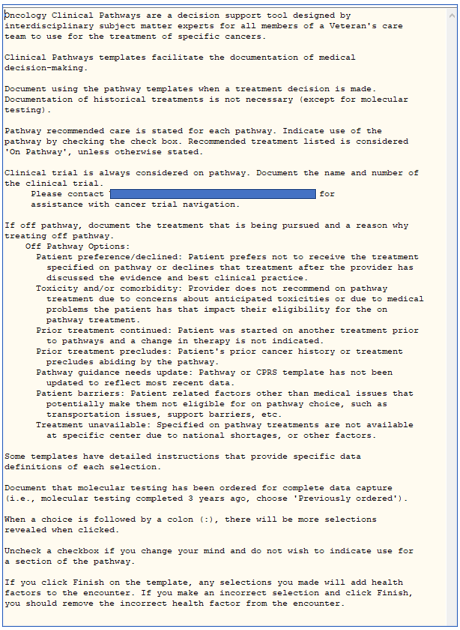 Oncology Clinical Pathways are a decision support tool designed by
interdisciplinary subject matter experts for all members of a Veteran's care
team to use for the treatment of specific cancers.
Clinical Pathways templates facilitate the documentation of medical
decision-making.
Document using the pathway templates when a treatment decision is made.
Documentation of historical treatments is not necessary (except for molecular
testing).
Pathway recommended care is stated for each pathway. Indicate use of the
pathway by checking the check box. Recommended treatment listed is considered
'On Pathway', unless otherwise stated.
Clinical trial is always considered on pathway. Document the name and number of
the clinical trial.
Please contact for
assistance with cancer trial navigation.
If off pathway, document the treatment that is being pursued and a reason why
treating off pathway.
Off Pathway Options:
Patient preference/declined: Patient prefers not to receive the treatment
specified on pathway or declines that treatment after the provider has
discussed the evidence and best clinical practice.
Toxicity and/or comorbidity: Provider does not recommend on pathway
treatment due to concerns about anticipated toxicities or due to medical
problems the patient has that impact their eligibility for the on
pathway treatment.
Prior treatment continued: Patient was started on another treatment prior
to pathways and a change in therapy is not indicated.
Prior treatment precludes: Patient's prior cancer history or treatment
precludes abiding by the pathway.
Pathway guidance needs update: Pathway or CPRS template has not been
updated to reflect most recent data.
Patient barriers: Patient related factors other than medical issues that
potentially make them not eligible for on pathway choice, such as
transportation issues, support barriers, etc.
Treatment unavailable: Specified on pathway treatments are not available
at specific center due to national shortages, or other factors.
Some templates have detailed instructions that provide specific data
definitions of each selection.
Document that molecular testing has been ordered for complete data capture
(i.e., molecular testing completed 3 years ago, choose 'Previously ordered').
When a choice is followed by a colon (:), there will be more selections
revealed when clicked.
Uncheck a checkbox if you change your mind and do not wish to indicate use for
a section of the pathway.
If you click Finish on the template, any selections you made will add health
factors to the encounter. If you make an incorrect selection and click Finish,
you should remove the incorrect health factor from the encounter.